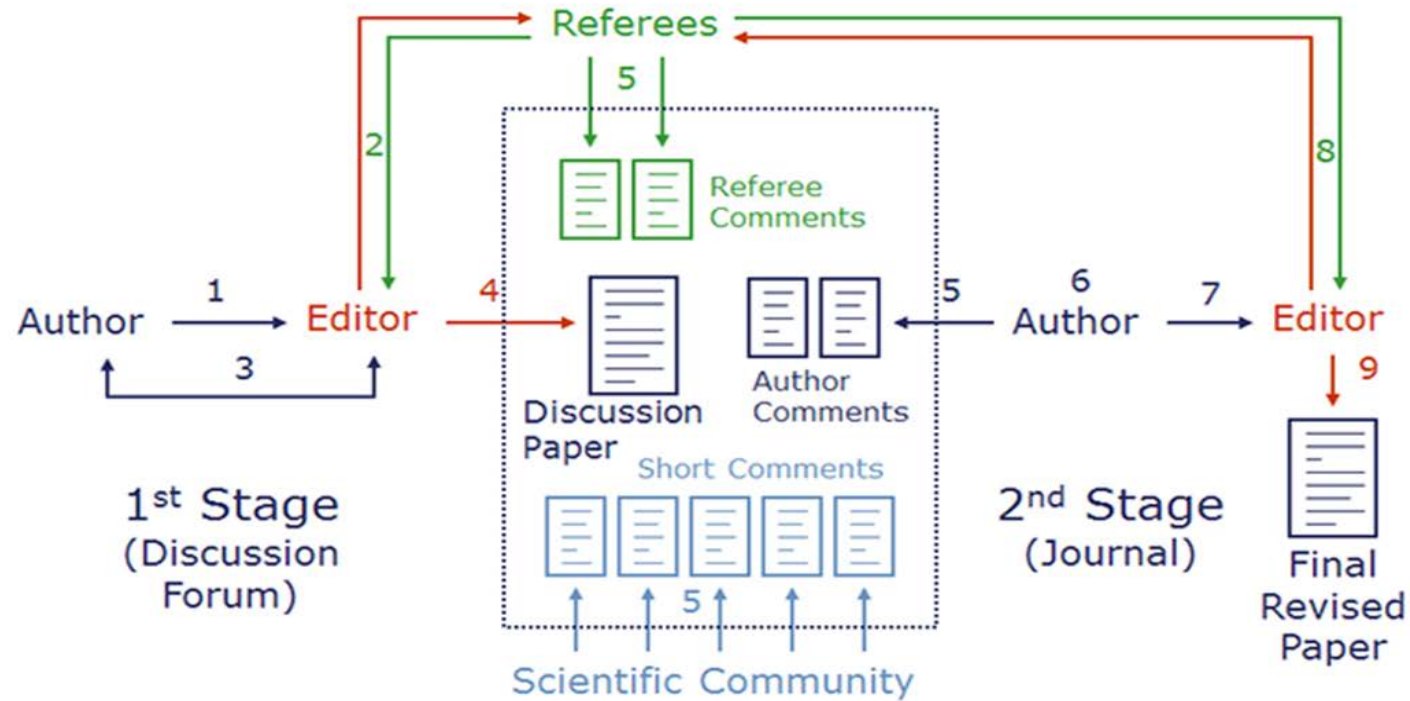 Referees
5
2
8
Referee
Comments
1
4
5
6
7
Author
Editor
Author
Editor
3
9
Author
Comments
Discussion
Paper
Short Comments
1st Stage
(Discussion
Forum)
2nd Stage
(Journal)
Final
Revised
Paper
5
Scientific Community